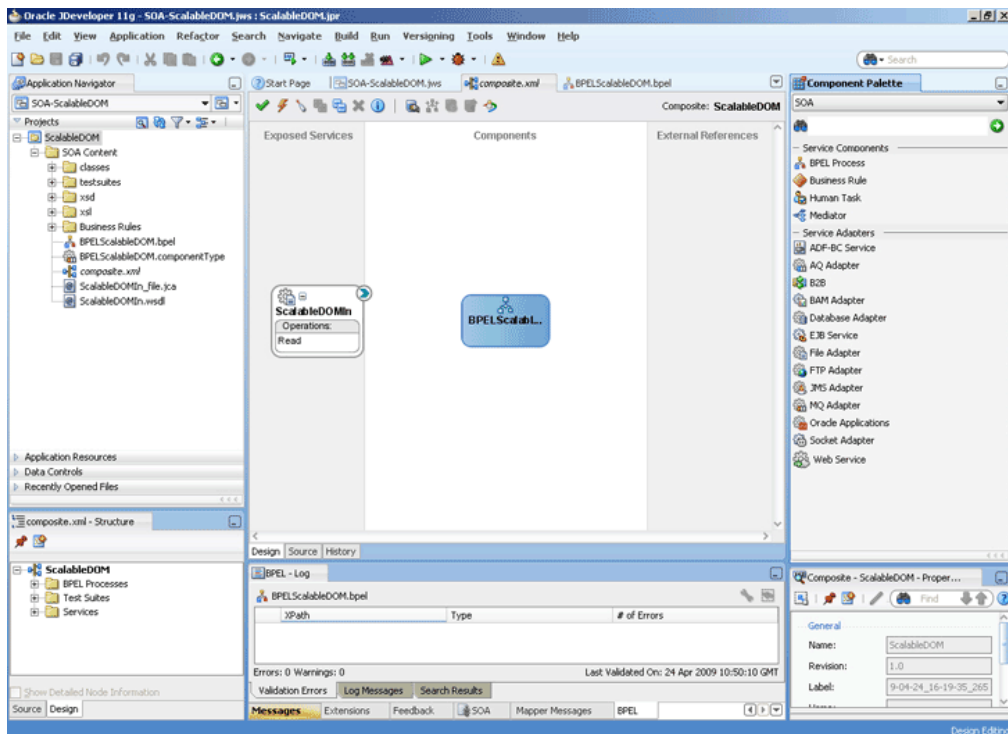 Oracle JDeveloper 11g - SOA-ScalableDOM.jws : ScalableDOM.jpr
File Edit View Application Refactor Search Navigate Build Run Versioning Tools Window Help
Search
Application Navigator
SOA-ScalableDOM
Projects
ScalableDOM
SOA Content
classes
testsuites
xsd
xsl
Business Rules
BPELScalableDOM.bpel
BPELScalableDOM.componentType
composite.xml
ScalableDOMIn_file.jca
ScalableDOMIn.wsdl
Application Resources
Data Controls
Recently Opened Files
composite.xml - Structure
ScalableDOM
BPEL Processes
Test Suites
Services
Show Detailed Node Information
Source Design
Start Page SOA-ScalableDOM.jws composite.xml BPELScalableDOM.bpel
Composite: ScalableDOM
Exposed Services Components External References
ScalableDOMIn
Operations:
Read
BPELScalabl...
Design Source History
BPEL - Log
BPELScalableDOM.bpel
XPath Type # of Errors
Errors: 0 Warnings: 0 Last Validated On: 24 Apr 2009 10:50:10 GMT
Validation Errors Log Messages Search Results
Messages Extensions Feedback SOA Mapper Messages BPEL
Component Palette
SOA
Service Components
BPEL Process
Business Rule
Human Task
Mediator
Service Adapters
ADF-BC Service
AQ Adapter
B2B
BAM Adapter
Database Adapter
EJB Service
File Adapter
FTP Adapter
JMS Adapter
MQ Adapter
Oracle Applications
Socket Adapter
Web Service
Composite - ScalableDOM - Proper...
Find
General
Name: ScalableDOM
Revision: 1.0
Label: 9-04-24_16-19-35_265
Design Editing